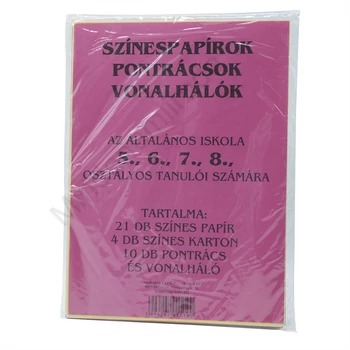 SZÍNESPAPÍROK
PONTRÁCSOK
VONALHÁLÓK
AZ ÁLTALÁNOS ISKOLA
5., 6., 7., 8.,
OSZTÁLYOS TANULÓI SZÁMÁRA
TARTALMA:
21 DB SZÍNES PAPÍR
4 DB SZÍNES KARTON
10 DB PONTRÁCS
ÉS VONALHÁLÓ